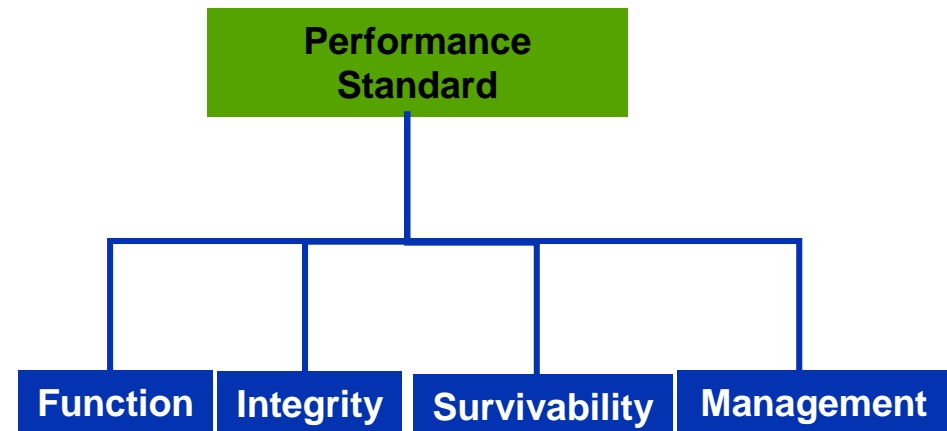 Performance
Standard
Function
Integrity
Survivability
Management